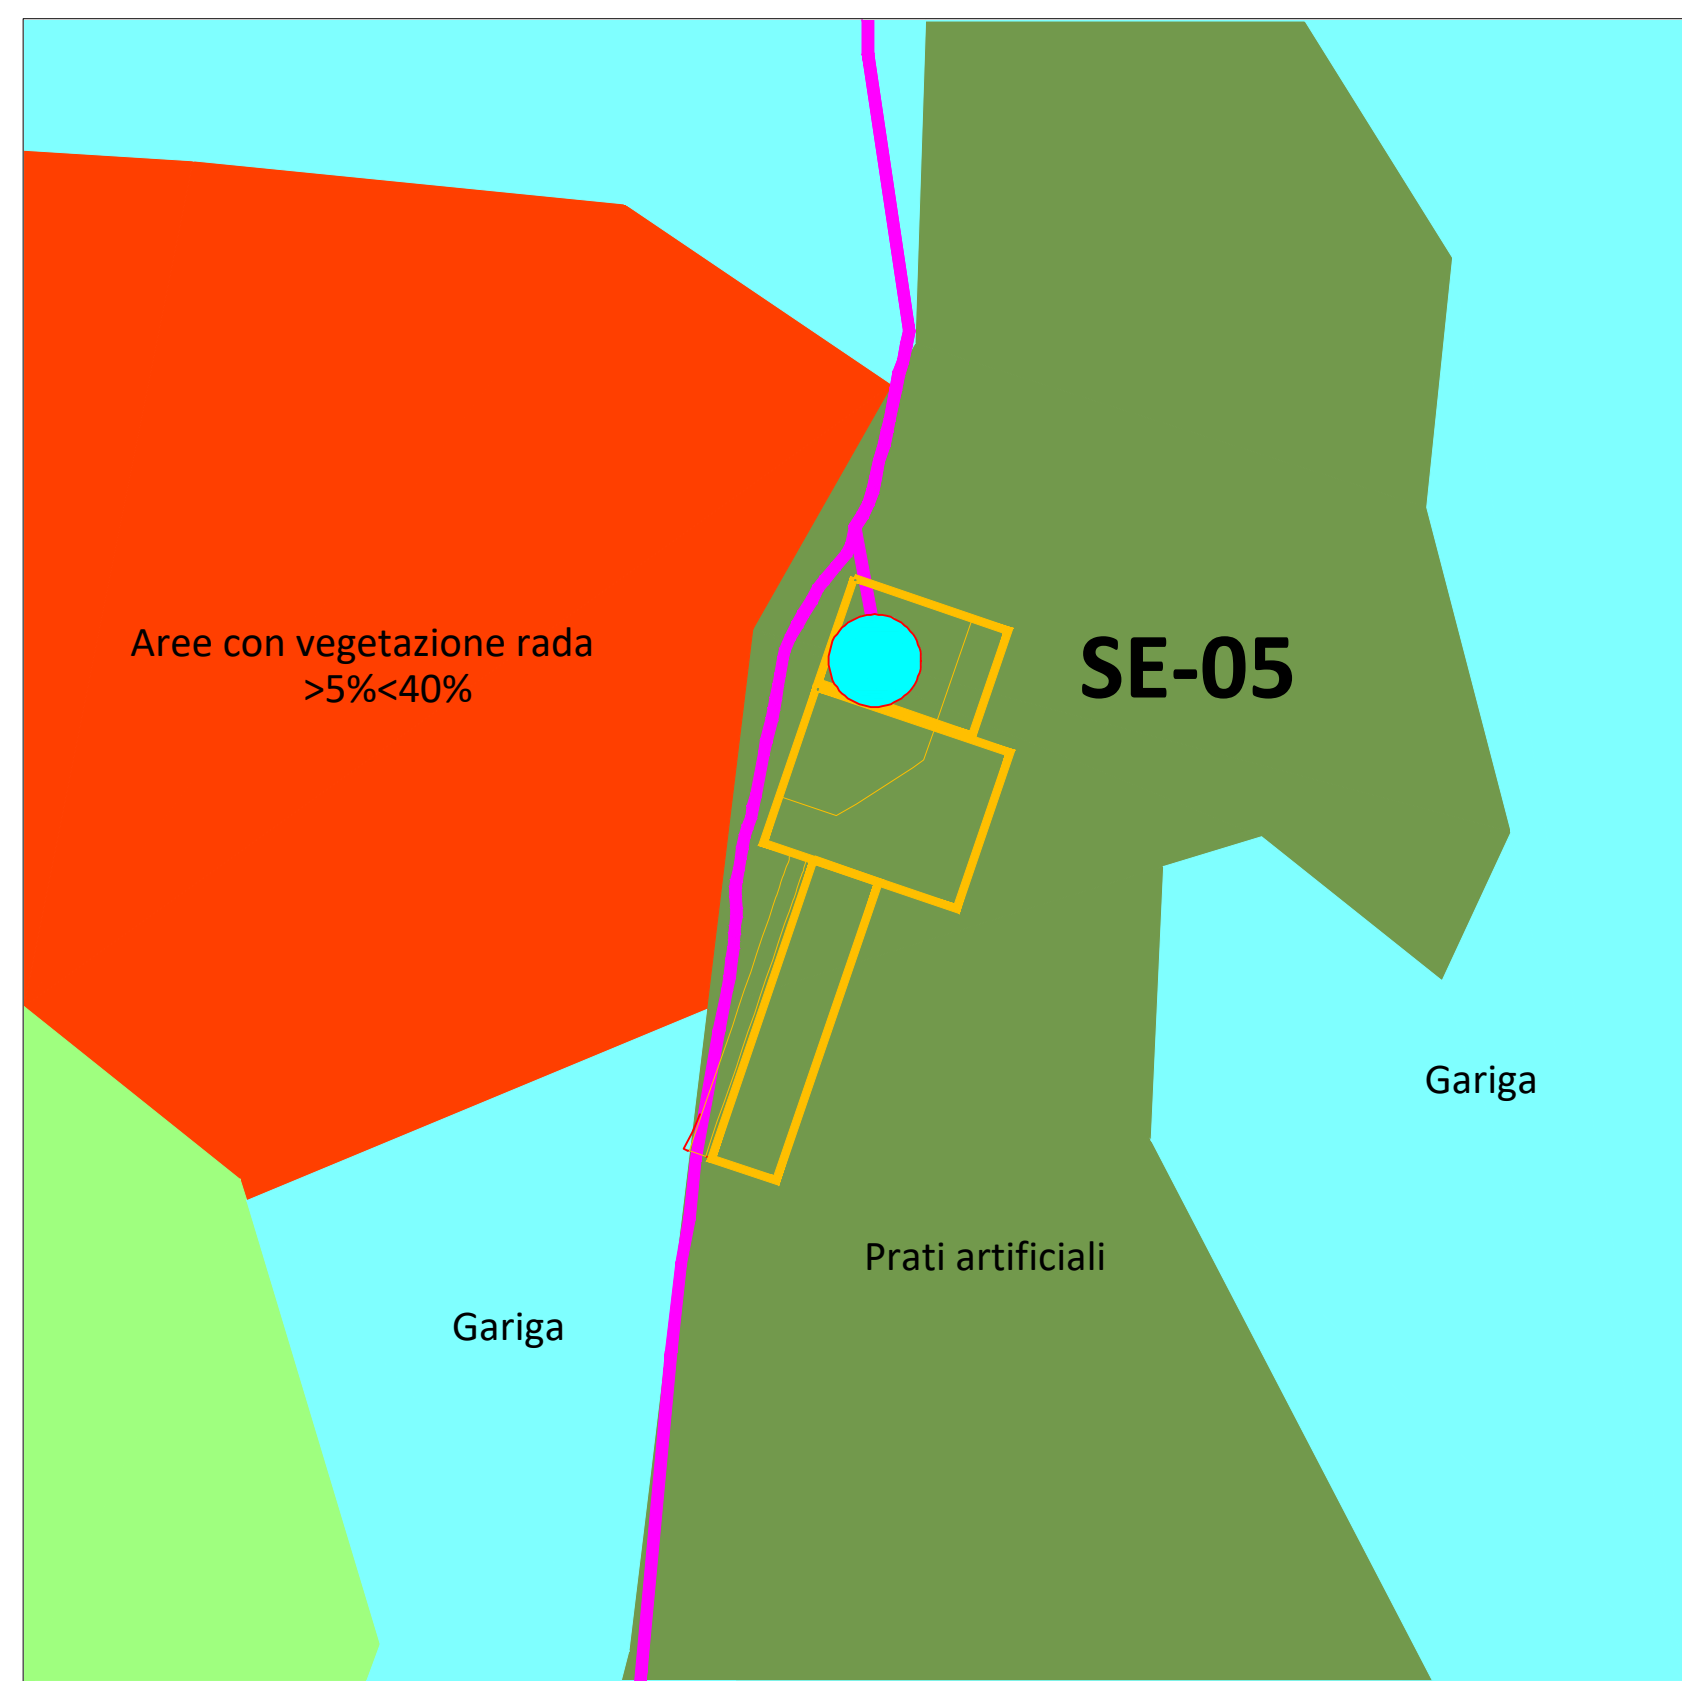 Aree con vegetazione rada
>5%<40%
SE-05
Gariga
Prati artificiali
Gariga